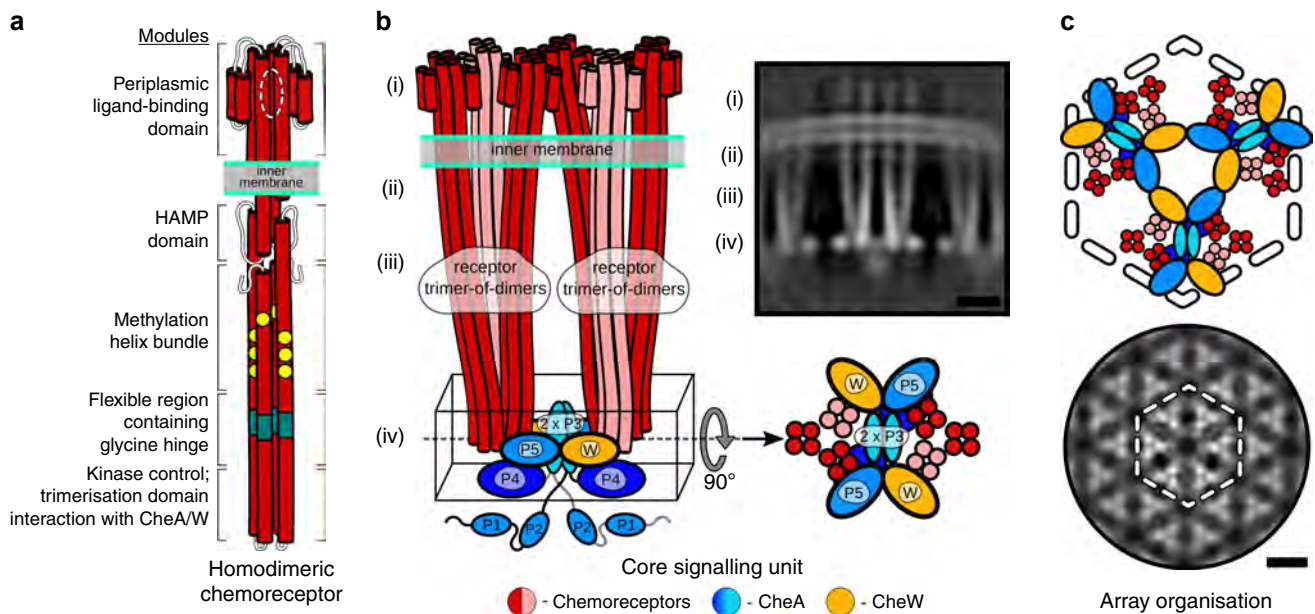 a
Modules
Periplasmic
ligand-binding
domain
inner
membrane
HAMP
domain
Methylation
helix bundle
Flexible region
containing
glycine hinge
Kinase control;
trimerisation domain
interaction with CheA/W
Homodimeric
chemoreceptor
b
(i)
inner membrane
(ii)
(iii)
receptor
trimer-of-dimers
receptor
trimer-of-dimers
(iv)
2 x P3
P5
W
P4
P4
P1
P2
P2
P1
90°
(i)
(ii)
(iii)
(iv)
W
P5
2 x P3
P5
W
Core signalling unit
- Chemoreceptors
- CheA
- CheW
c
Array organisation